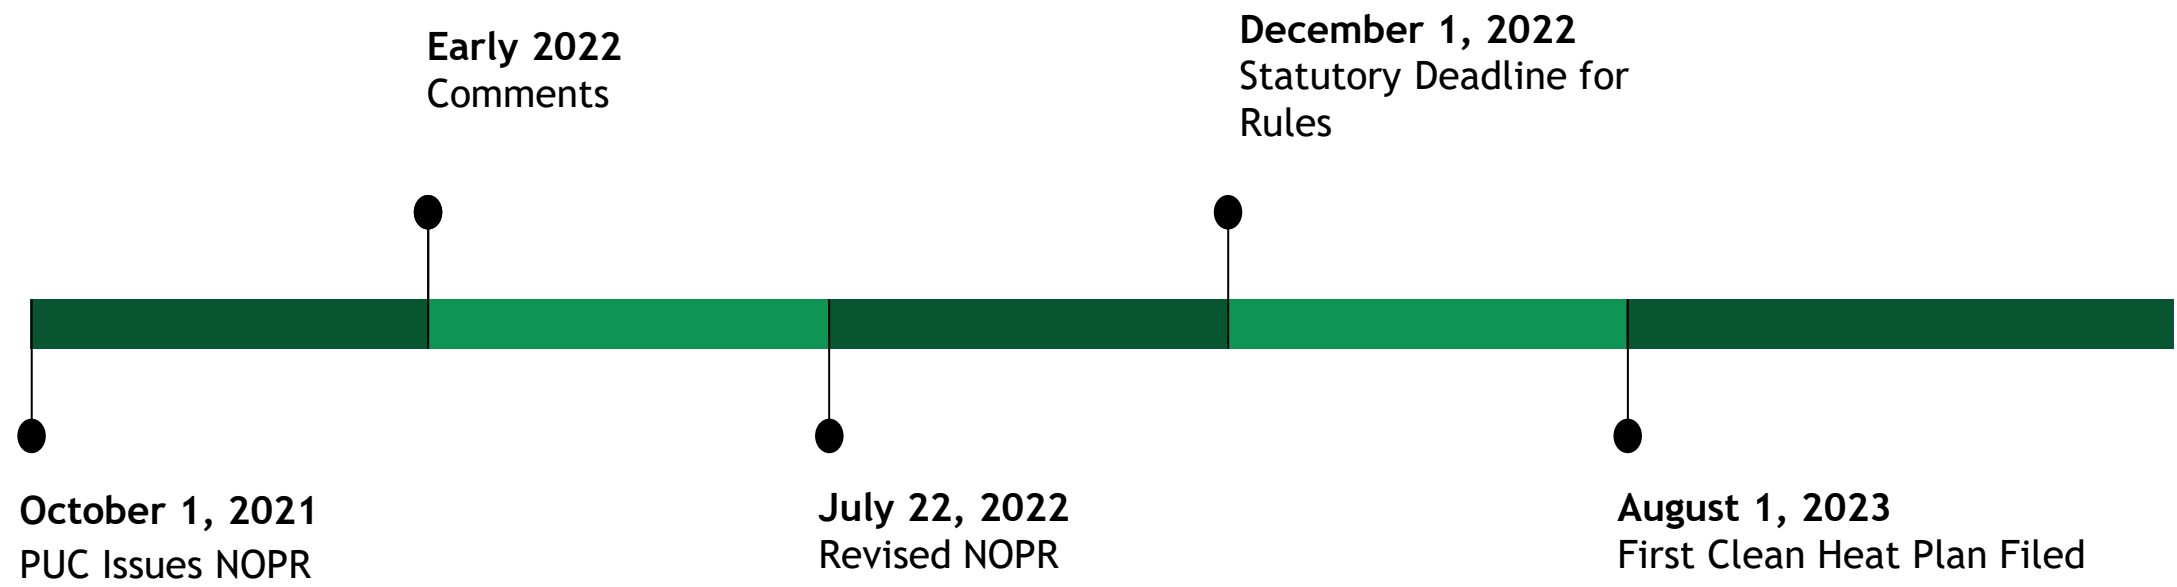 October 1, 2021
PUC Issues NOPR
Early 2022
Comments
July 22, 2022
Revised NOPR
December 1, 2022
Statutory Deadline for
Rules
August 1, 2023
First Clean Heat Plan Filed